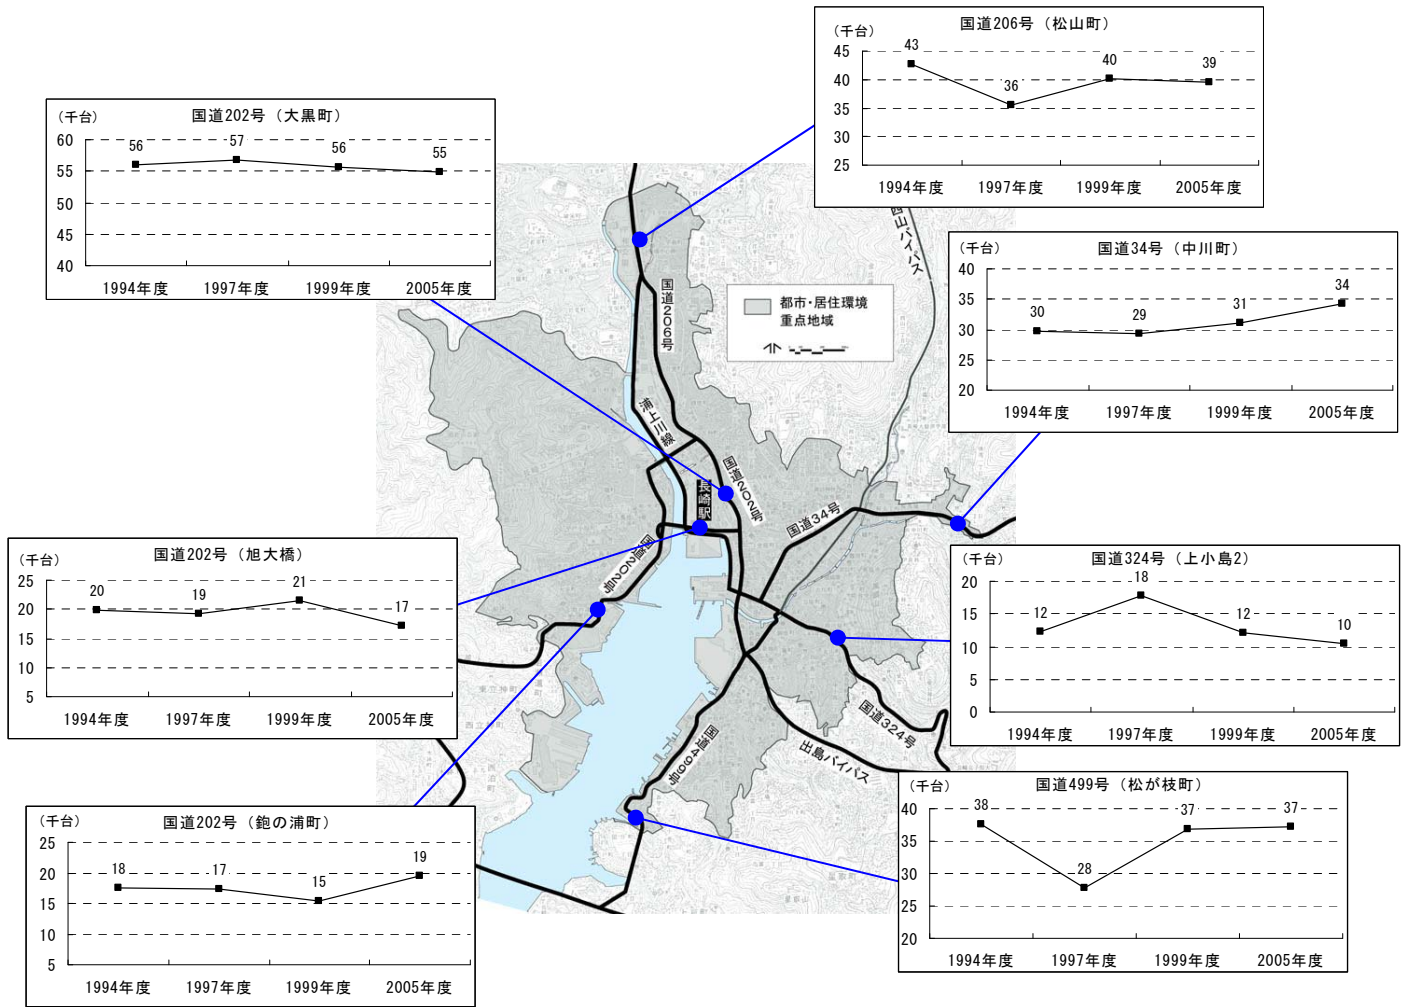 国道206号（松山町）
（千台）
45
40
35
30
25
43
36
40
39
1994年度 1997年度 1999年度 2005年度
国道202号（大黒町）
（千台）
60
55
50
45
40
56
57
56
55
1994年度 1997年度 1999年度 2005年度
国道34号（中川町）
（千台）
40
35
30
25
20
30
29
31
34
1994年度 1997年度 1999年度 2005年度
西山バイパス
国道206号
都市・居住環境
重点地域
浦上川線
長崎駅
国道202号
国道34号
国道202号
国道202号（旭大橋）
（千台）
25
20
15
10
5
20
19
21
17
1994年度 1997年度 1999年度 2005年度
国道324号（上小島2）
（千台）
20
15
10
5
0
12
18
12
10
1994年度 1997年度 1999年度 2005年度
国道324号
出島バイパス
国道499号
国道202号（飽の浦町）
（千台）
25
20
15
10
5
18
17
15
19
1994年度 1997年度 1999年度 2005年度
国道499号（松が枝町）
（千台）
40
35
30
25
20
38
28
37
37
1994年度 1997年度 1999年度 2005年度